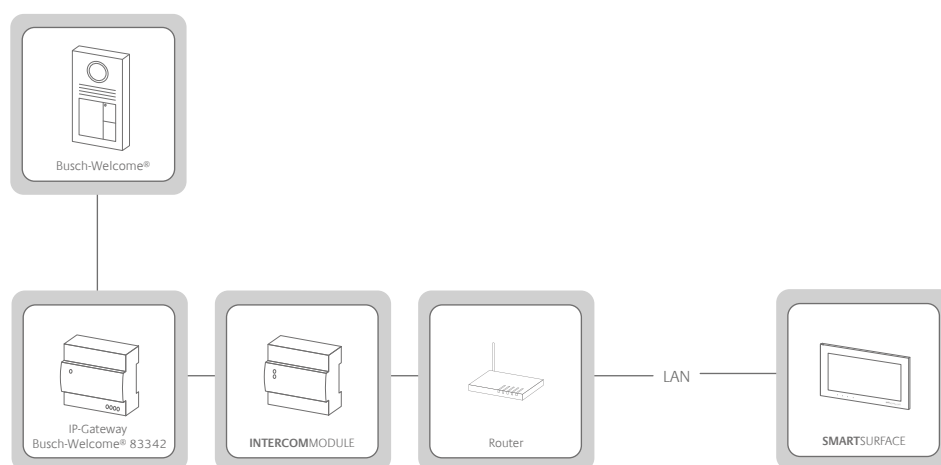 Busch-Welcome®
IP-Gateway
Busch-Welcome® 83342
INTERCOMMODULE
Router
LAN
SMARTSURFACE